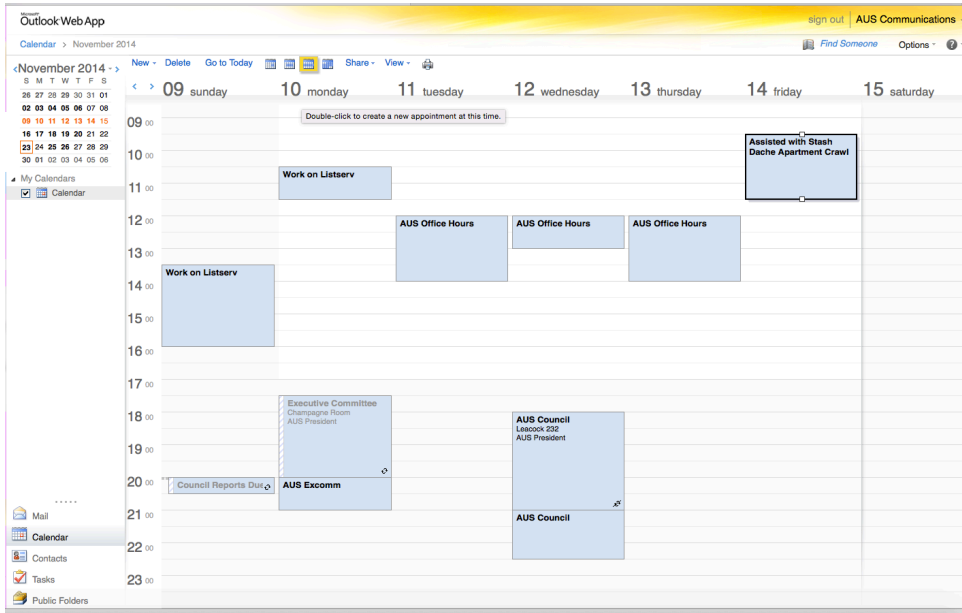 Microsoft
Outlook Web App
sign out | AUS Communications
Calendar > November 2014
Find Someone Options
‹November 2014 - ›
S M T W T F S
26 27 28 29 30 31 01
02 03 04 05 06 07 08
09 10 11 12 13 14 15
16 17 18 19 20 21 22
23 24 25 26 27 28 29
30 01 02 03 04 05 06
My Calendars
Calendar
Mail
Calendar
Contacts
Tasks
Public Folders
New Delete Go to Today Share View
‹ › 09 sunday 10 monday 11 tuesday 12 wednesday 13 thursday 14 friday 15 saturday
Double-click to create a new appointment at this time.
09 00
10 00
11 00
12 00
13 00
14 00
15 00
16 00
17 00
18 00
19 00
20 00
21 00
22 00
23 00
Work on Listserv
Council Reports Due
Work on Listserv
Executive Committee
Champagne Room
AUS President
AUS Excomm
AUS Office Hours
AUS Office Hours
AUS Council
Leacock 232
AUS President
AUS Council
AUS Office Hours
Assisted with Stash
Dache Apartment Crawl